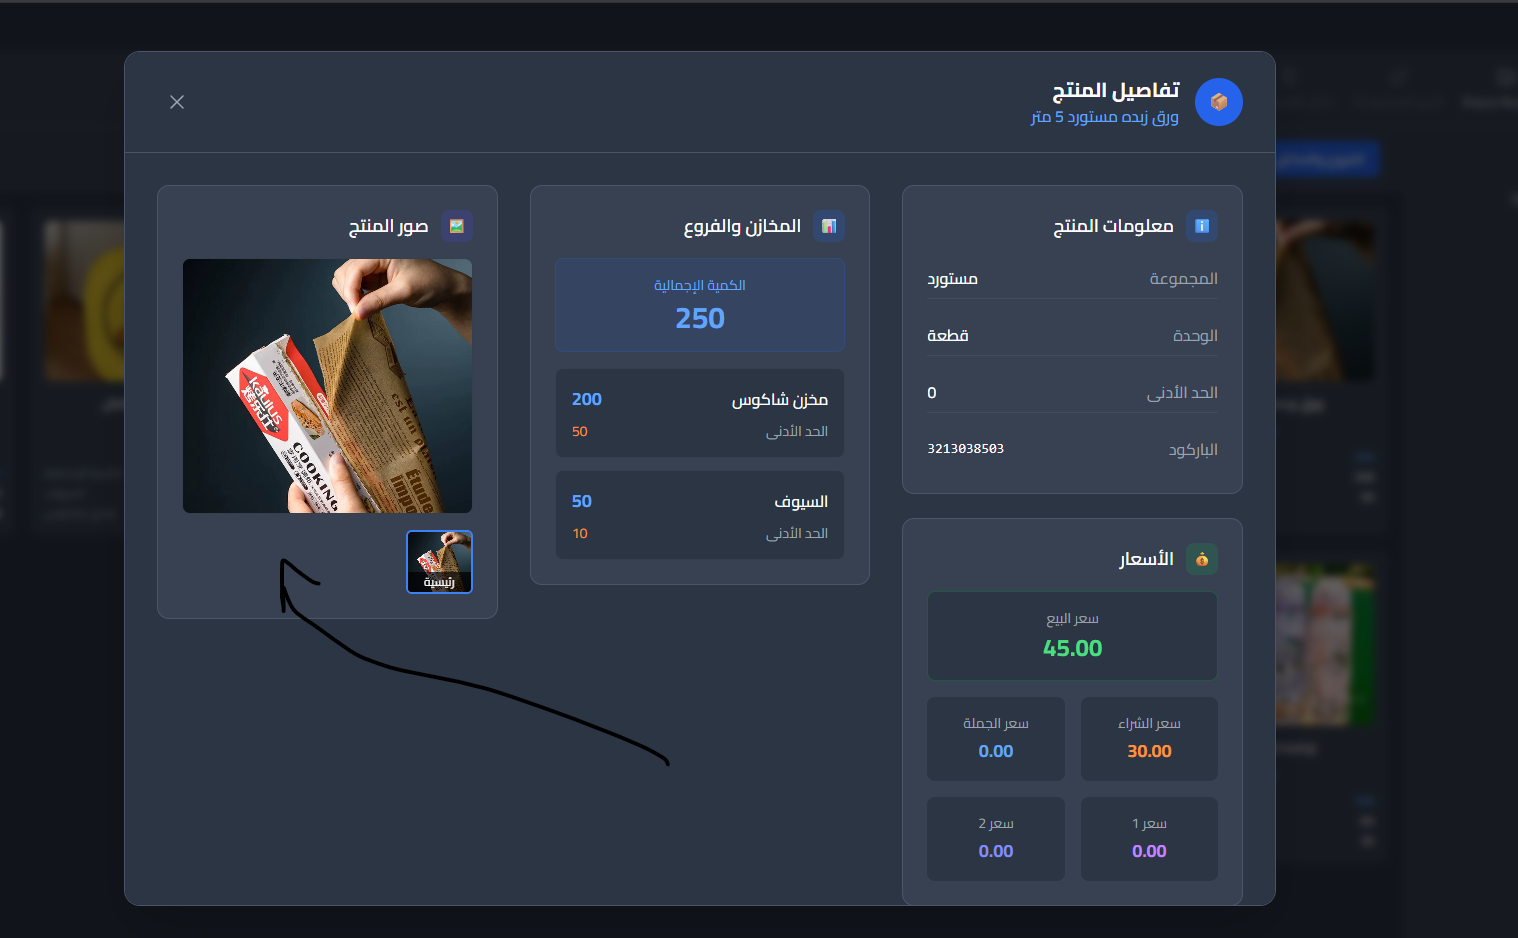 تفاصيل المنتج
ورق زبده مستورد 5 متر
معلومات المنتج
المجموعة مستورد
الوحدة قطعة
الحد الأدنى 0
الباركود 3213038503
الأسعار
سعر البيع
45.00
سعر الشراء سعر الجملة
30.00 0.00
سعر 1 سعر 2
0.00 0.00
المخازن والفروع
الكمية الإجمالية
250
مخزن شاكوس 200
الحد الأدنى 50
السيوف 50
الحد الأدنى 10
صور المنتج
kaulus
COOKING
رئيسية